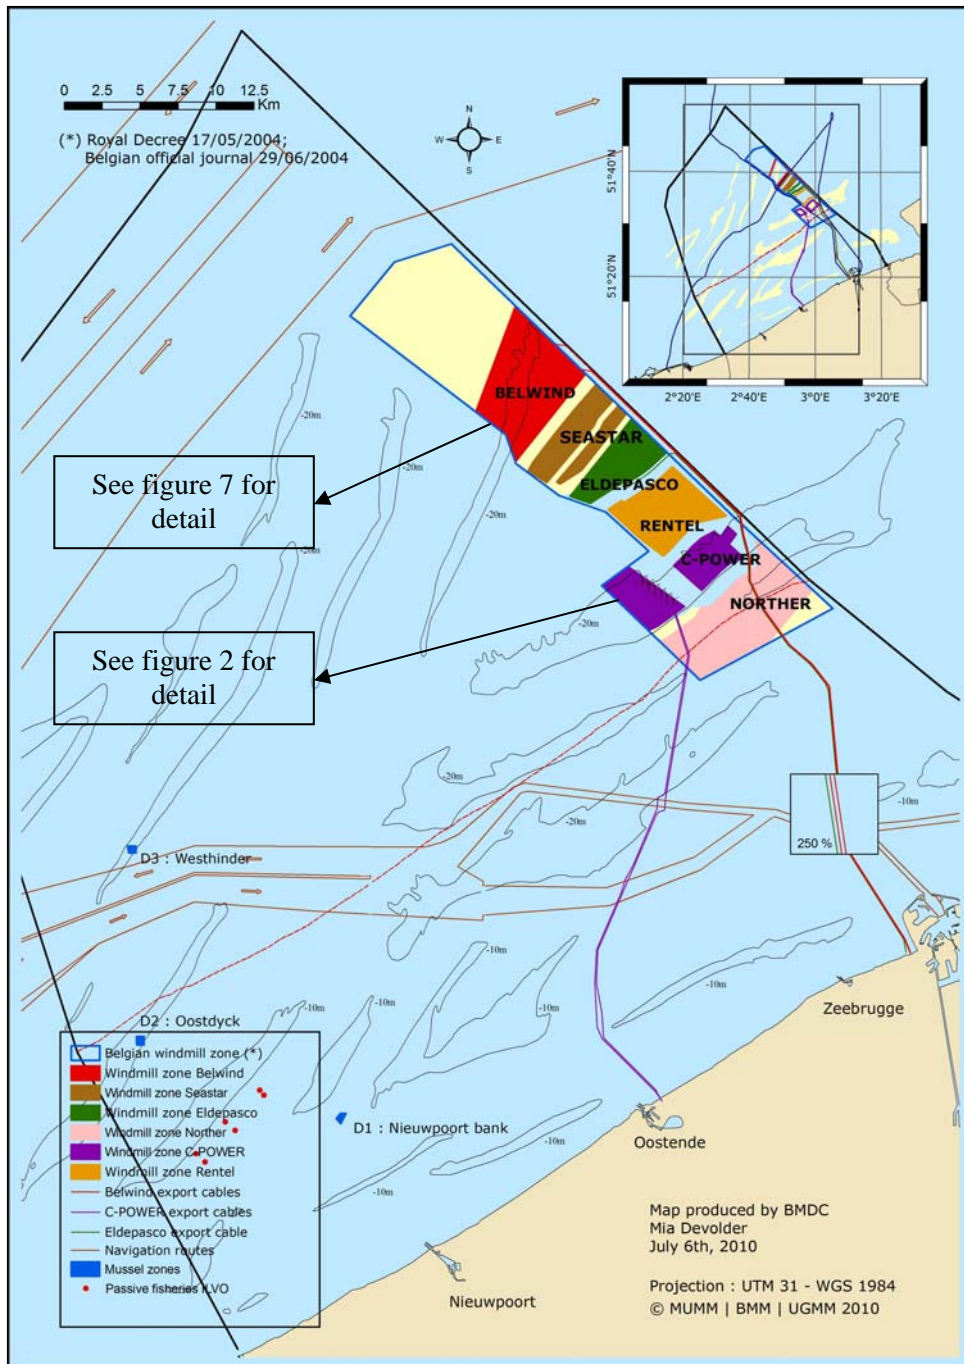 0 2.5 5 7.5 10 12.5
Km
(*) Royal Decree 17/05/2004;
Belgian official journal 29/06/2004
N
W E
S
51°40'N
51°20'N
2°20'E 2°40'E 3°0'E 3°20'E
-20m
BELWIND
SEASTAR
-20m
ELDEPASCO
See figure 7 for
detail
-20m
RENTEL
-20m
C-POWER
NORTHER
-20m
See figure 2 for
detail
-20m
-10m
-20m
250 %
D3 : Westhinder
-10m
-10m
Zeebrugge
-10m
-10m
D2 : Oostdyck
Belgian windmill zone (*)
Windmill zone Belwind
Windmill zone Seastar
Windmill zone Eldepasco
Windmill zone Norther
Windmill zone C-POWER
Windmill zone Rentel
Belwind export cables
C-POWER export cables
Eldepasco export cable
Navigation routes
Mussel zones
Passive fisheries ILVO
D1 : Nieuwpoort bank
-10m
-10m
Oostende
Nieuwpoort
Map produced by BMDC
Mia Devolder
July 6th, 2010
Projection : UTM 31 - WGS 1984
© MUMM | BMM | UGMM 2010